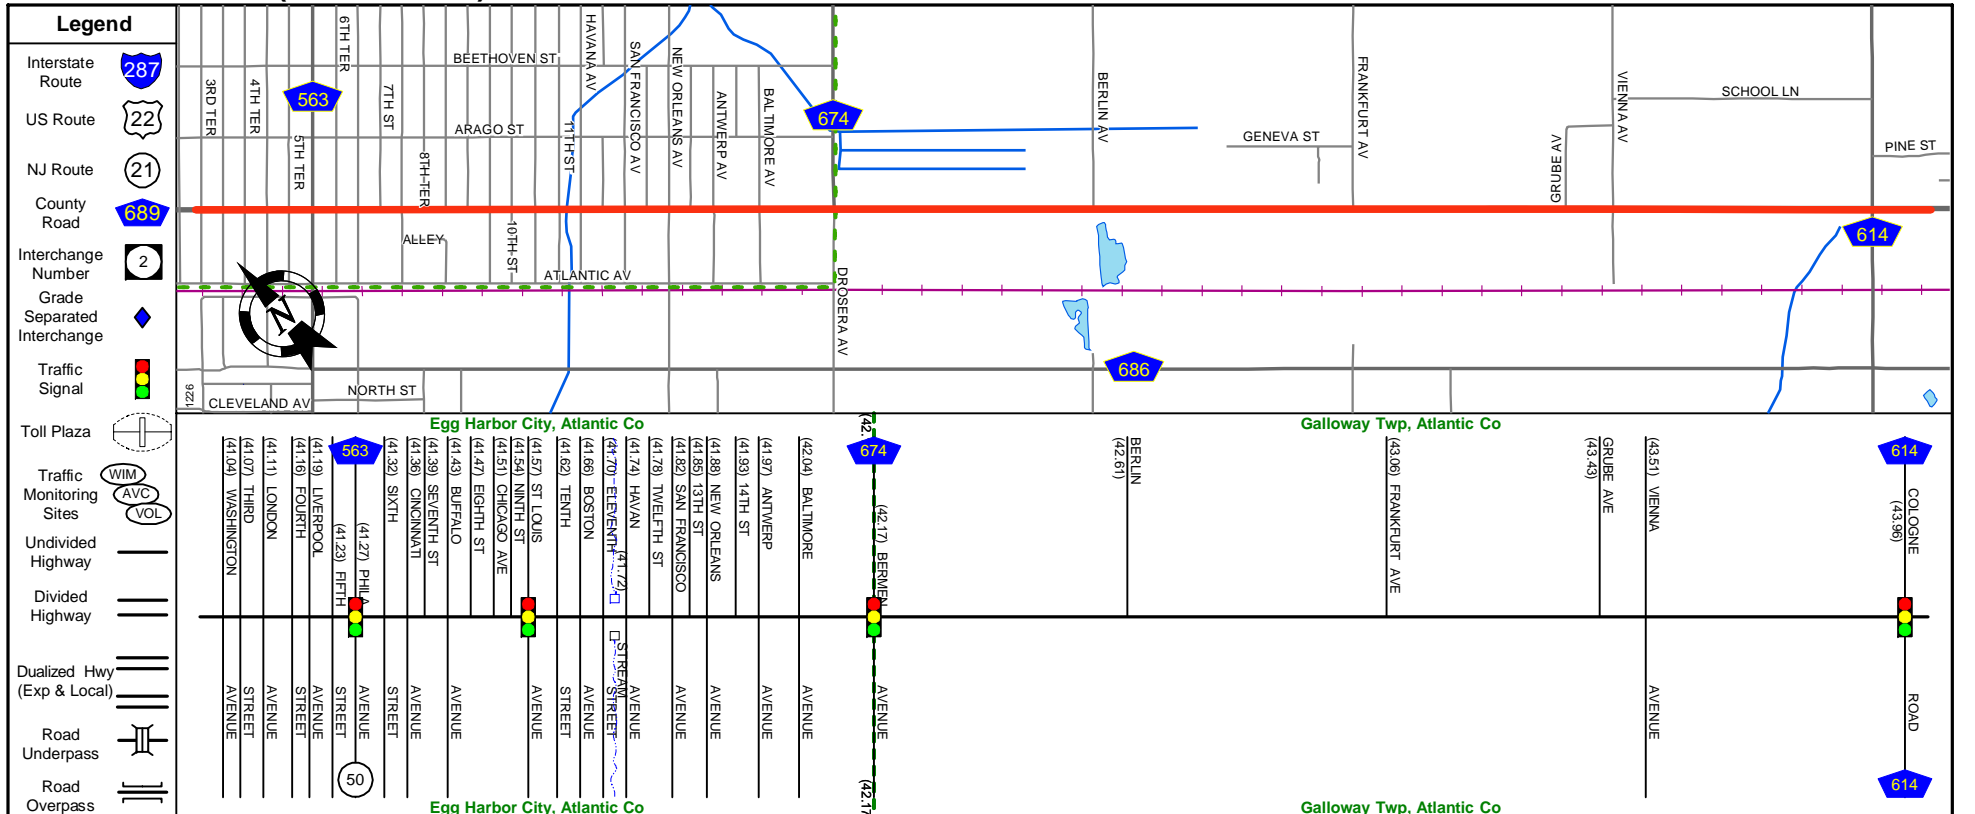 Legend
Interstate
Route
287
US Route
22
NJ Route
21
County
Road
689
Interchange
Number
2
Grade
Separated
Interchange
Traffic
Signal
Toll Plaza
Traffic
Monitoring
Sites
WIM
AVC
VOL
Undivided
Highway
Divided
Highway
Dualized Hwy
(Exp & Local)
Road
Underpass
Road
Overpass
3RD TER
4TH TER
5TH TER
563
6TH TER
7TH ST
8TH TER
BEETHOVEN ST
ARAGO ST
ALLEY
10TH ST
11TH ST
HAVANA AV
SAN FRANCISCO AV
NEW ORLEANS AV
ANTWERP AV
BALTIMORE AV
674
ATLANTIC AV
DROSERA AV
BERLIN AV
GENEVA ST
FRANKFURT AV
GRUBE AV
VIENNA AV
SCHOOL LN
PINE ST
614
686
N
1226
CLEVELAND AV
NORTH ST
Egg Harbor City, Atlantic Co
(42.
Galloway Twp, Atlantic Co
(41.04) WASHINGTON
AVENUE
(41.07) THIRD
STREET
(41.11) LONDON
AVENUE
(41.16) FOURTH
STREET
(41.19) LIVERPOOL
AVENUE
(41.23) FIFTH
STREET
563
(41.27) PHILA
AVENUE
50
(41.32) SIXTH
STREET
(41.36) CINCINNATI
AVENUE
(41.39) SEVENTH ST
(41.43) BUFFALO
AVENUE
(41.47) EIGHTH ST
(41.51) CHICAGO AVE
(41.54) NINTH ST
(41.57) ST LOUIS
AVENUE
(41.62) TENTH
STREET
(41.66) BOSTON
AVENUE
(41.70) ELEVENTH
STREET
(41.72)
STREAM
(41.74) HAVAN
AVENUE
(41.78) TWELFTH ST
(41.82) SAN FRANCISCO
AVENUE
(41.85) 13TH ST
(41.88) NEW ORLEANS
AVENUE
(41.93) 14TH ST
(41.97) ANTWERP
AVENUE
(42.04) BALTIMORE
AVENUE
674
(42.17) BERMEN
AVENUE
(42.17
BERLIN
(42.61)
(43.06) FRANKFURT AVE
GRUBE AVE
(43.43)
(43.51) VIENNA
AVENUE
614
COLOGNE
(43.96)
ROAD
614
Egg Harbor City, Atlantic Co
Galloway Twp, Atlantic Co